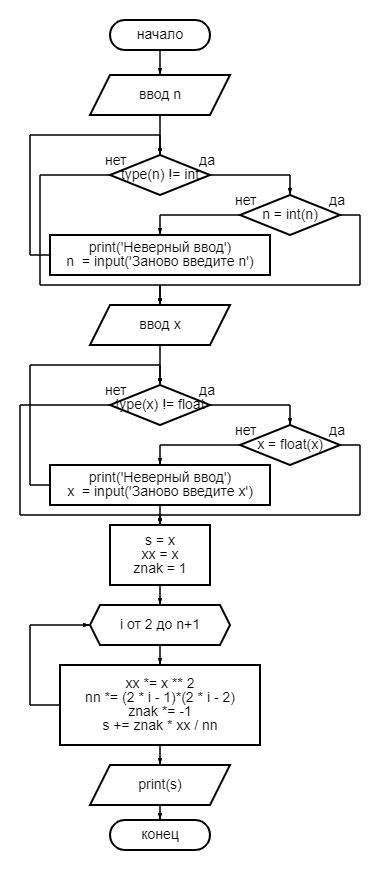 начало
ввод n
нет
да
type(n) != int
нет
да
n = int(n)
print('Неверный ввод')
n  = input('Заново введите n')
ввод x
нет
да
type(x) != float
нет
да
x = float(x)
print('Неверный ввод')
x  = input('Заново введите x')
s = x
xx = x
znak = 1
i от 2 до n+1
xx *= x ** 2
nn *= (2 * i - 1)*(2 * i - 2)
znak *= -1
s += znak * xx / nn
print(s)
конец